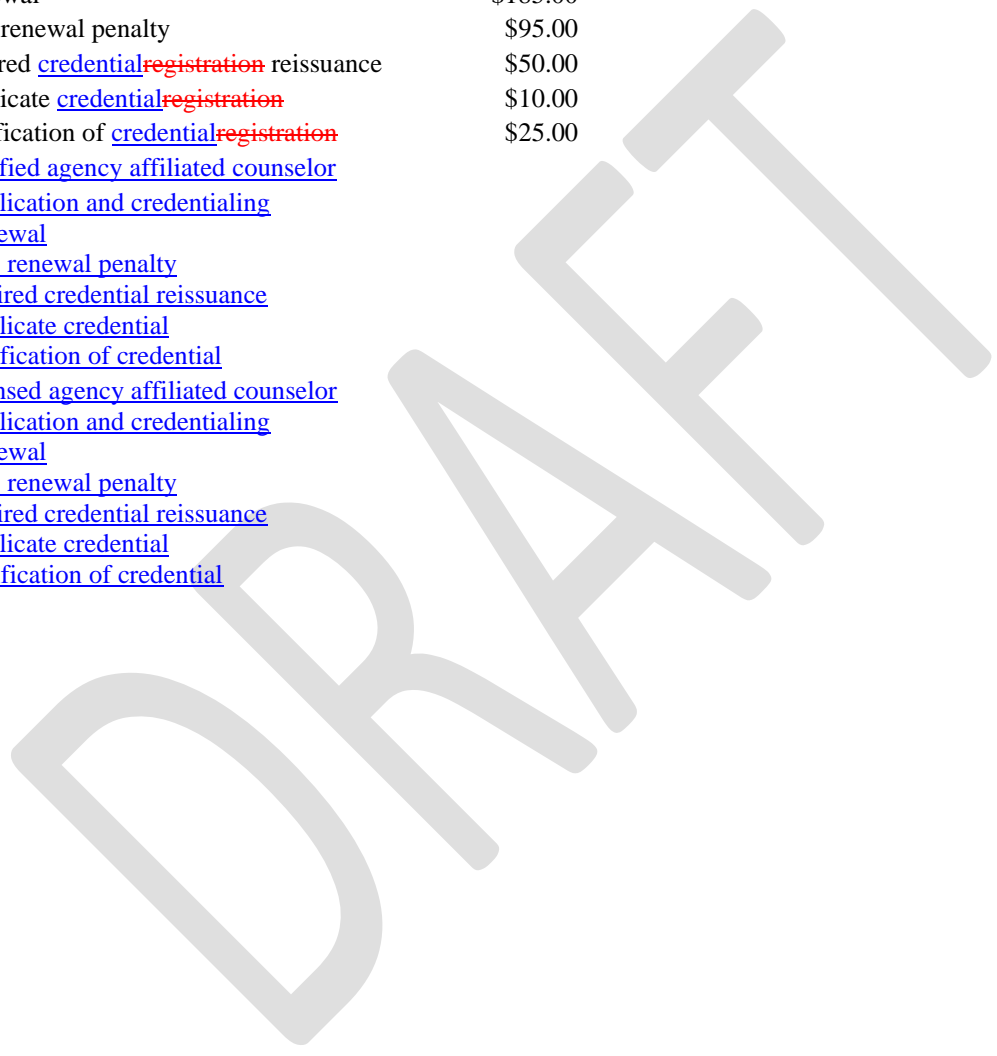 renewal penalty $95.00
red credentialregistration reissuance $50.00
icate credentialregistration $10.00
fication of credentialregistration $25.00
fied agency affiliated counselor
lication and credentialing
ewal
renewal penalty
ired credential reissuance
licate credential
fication of credential
nsed agency affiliated counselor
lication and credentialing
ewal
renewal penalty
ired credential reissuance
licate credential
fication of credential
DRAFT